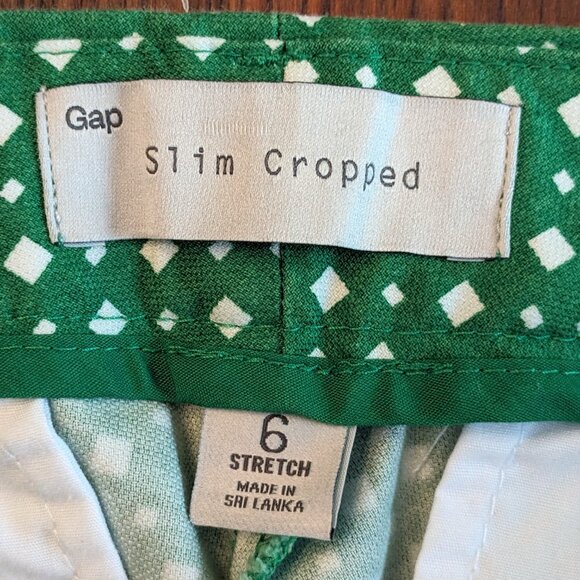 Gap
Slim Cropped
6
STRETCH
MADE IN
SRI LANKA